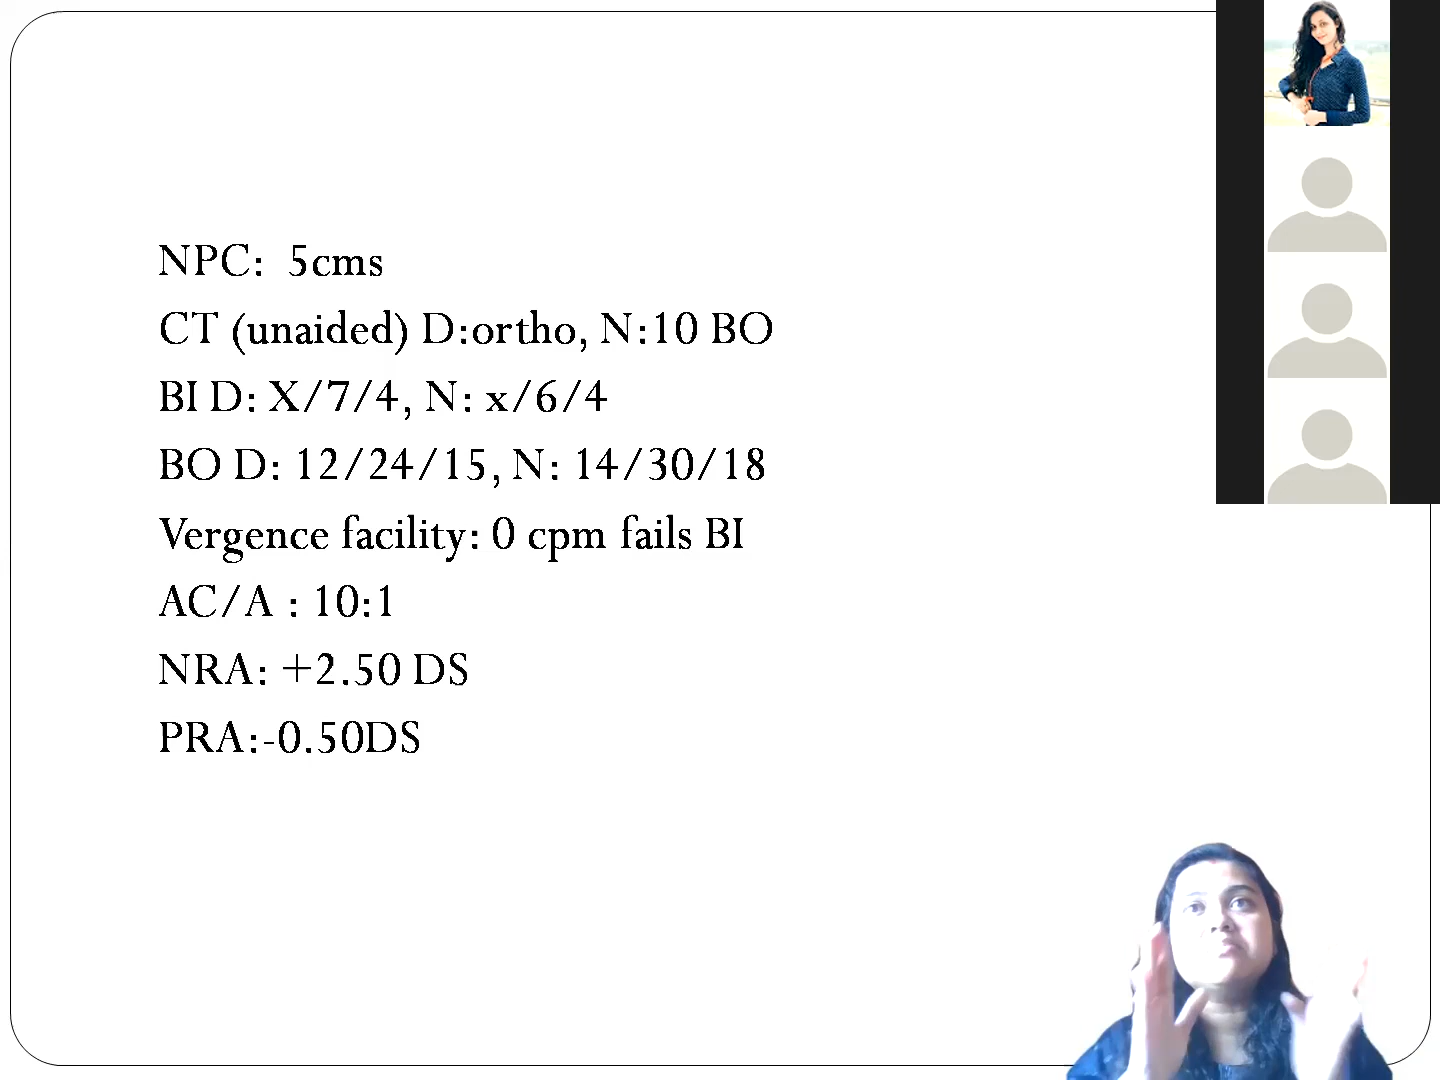 NPC: 5cms
CT (unaided) D:ortho, N:10 BO
BI D: X/7/4, N: x/6/4
BO D: 12/24/15, N: 14/30/18
Vergence facility: 0 cpm fails BI
AC/A : 10:1
NRA: +2.50 DS
PRA:-0.50DS